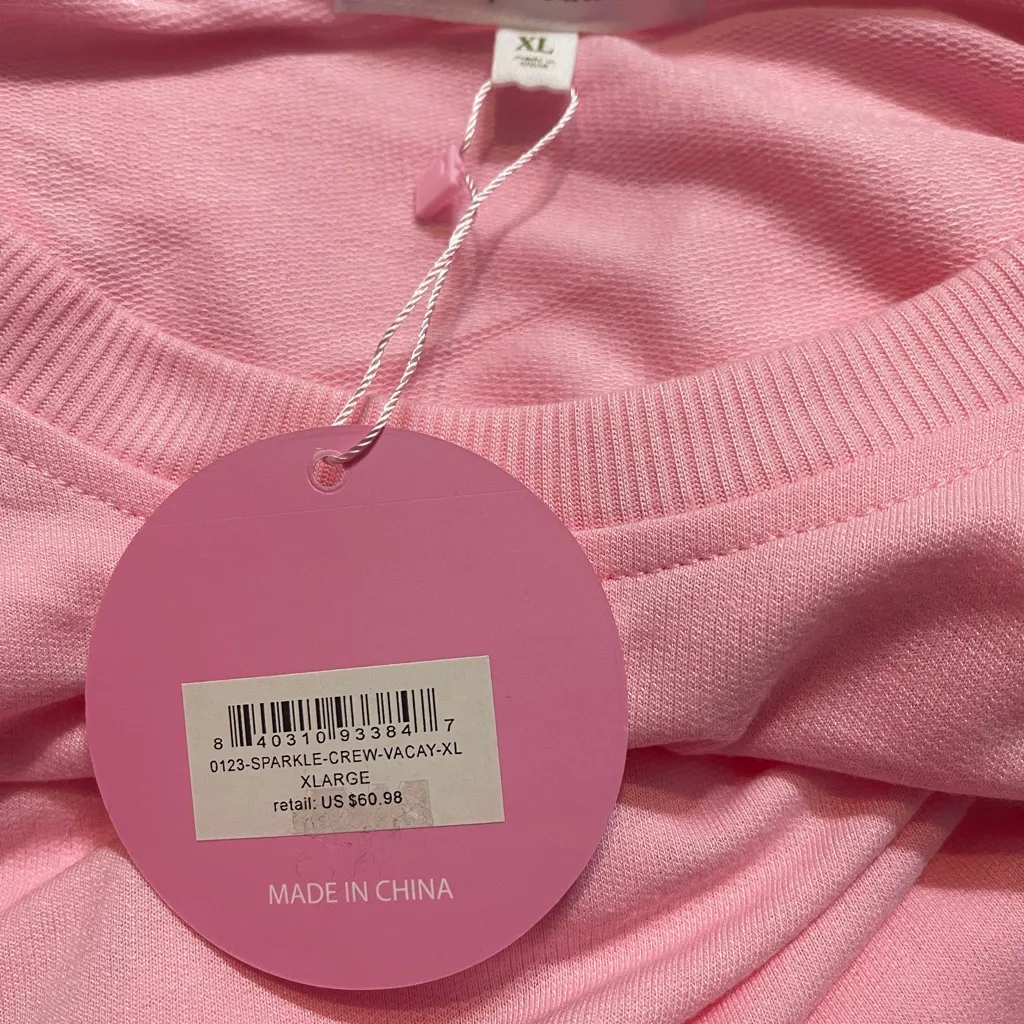 XL
8 40310 93384 7
0123-SPARKLE-CREW-VACAY-XL
XLARGE
retail: US $60.98
MADE IN CHINA